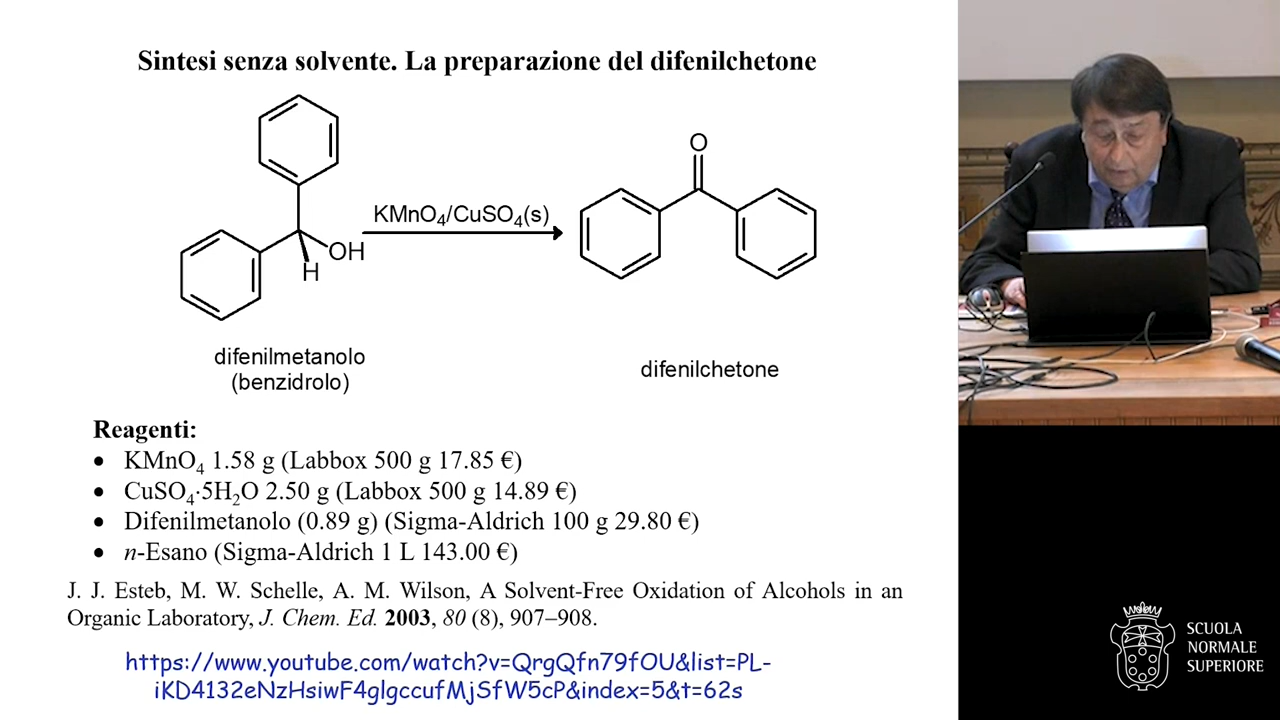 Sintesi senza solvente. La preparazione del difenilchetone
O
KMnO₄/CuSO₄(s)
OH
H
difenilmetanolo
(benzidrolo)
difenilchetone
Reagenti:
• KMnO₄ 1.58 g (Labbox 500 g 17.85 €)
• CuSO₄·5H₂O 2.50 g (Labbox 500 g 14.89 €)
• Difenilmetanolo (0.89 g) (Sigma-Aldrich 100 g 29.80 €)
• n-Esano (Sigma-Aldrich 1 L 143.00 €)
J. J. Esteb, M. W. Schelle, A. M. Wilson, A Solvent-Free Oxidation of Alcohols in an
Organic Laboratory, J. Chem. Ed. 2003, 80 (8), 907–908.
https://www.youtube.com/watch?v=QrgQfn79fOU&list=PL-
iKD4132eNzHsiwF4glgccufMjSfW5cP&index=5&t=62s
SCUOLA
NORMALE
SUPERIORE